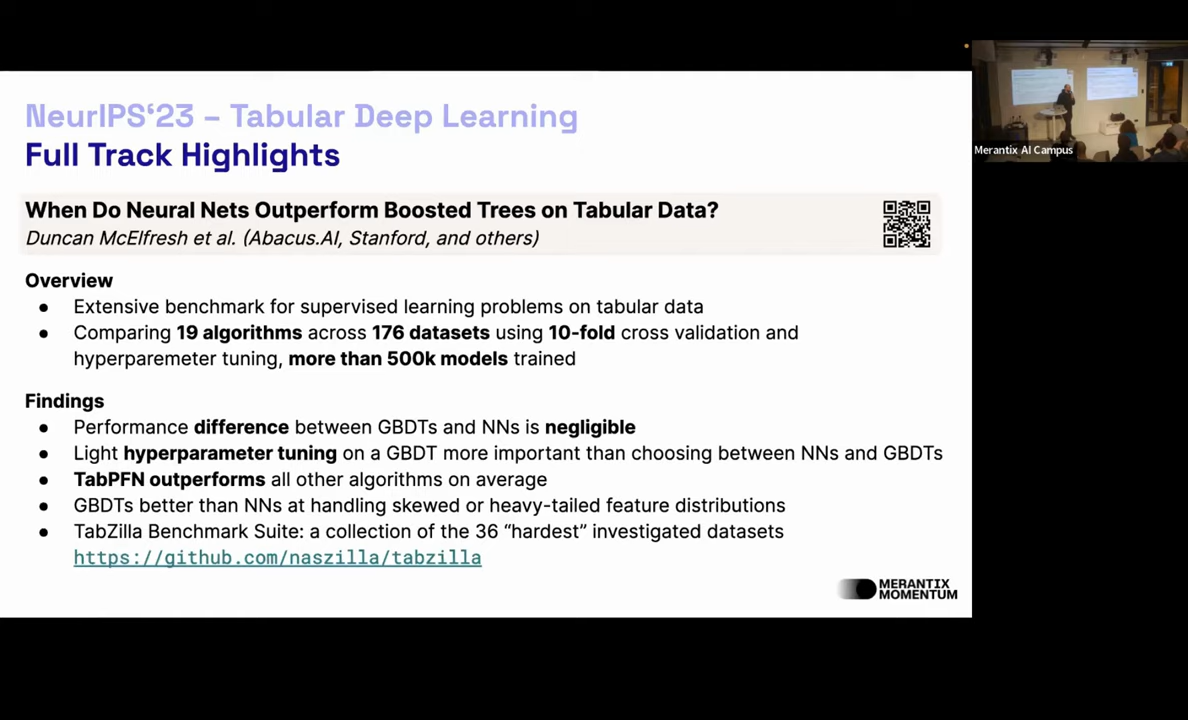 NeurIPS‘23 – Tabular Deep Learning
Full Track Highlights
When Do Neural Nets Outperform Boosted Trees on Tabular Data?
Duncan McElfresh et al. (Abacus.AI, Stanford, and others)
Overview
● Extensive benchmark for supervised learning problems on tabular data
● Comparing 19 algorithms across 176 datasets using 10-fold cross validation and
hyperparemeter tuning, more than 500k models trained
Findings
● Performance difference between GBDTs and NNs is negligible
● Light hyperparameter tuning on a GBDT more important than choosing between NNs and GBDTs
● TabPFN outperforms all other algorithms on average
● GBDTs better than NNs at handling skewed or heavy-tailed feature distributions
● TabZilla Benchmark Suite: a collection of the 36 “hardest” investigated datasets
https://github.com/naszilla/tabzilla
MERANTIX
MOMENTUM
Merantix AI Campus